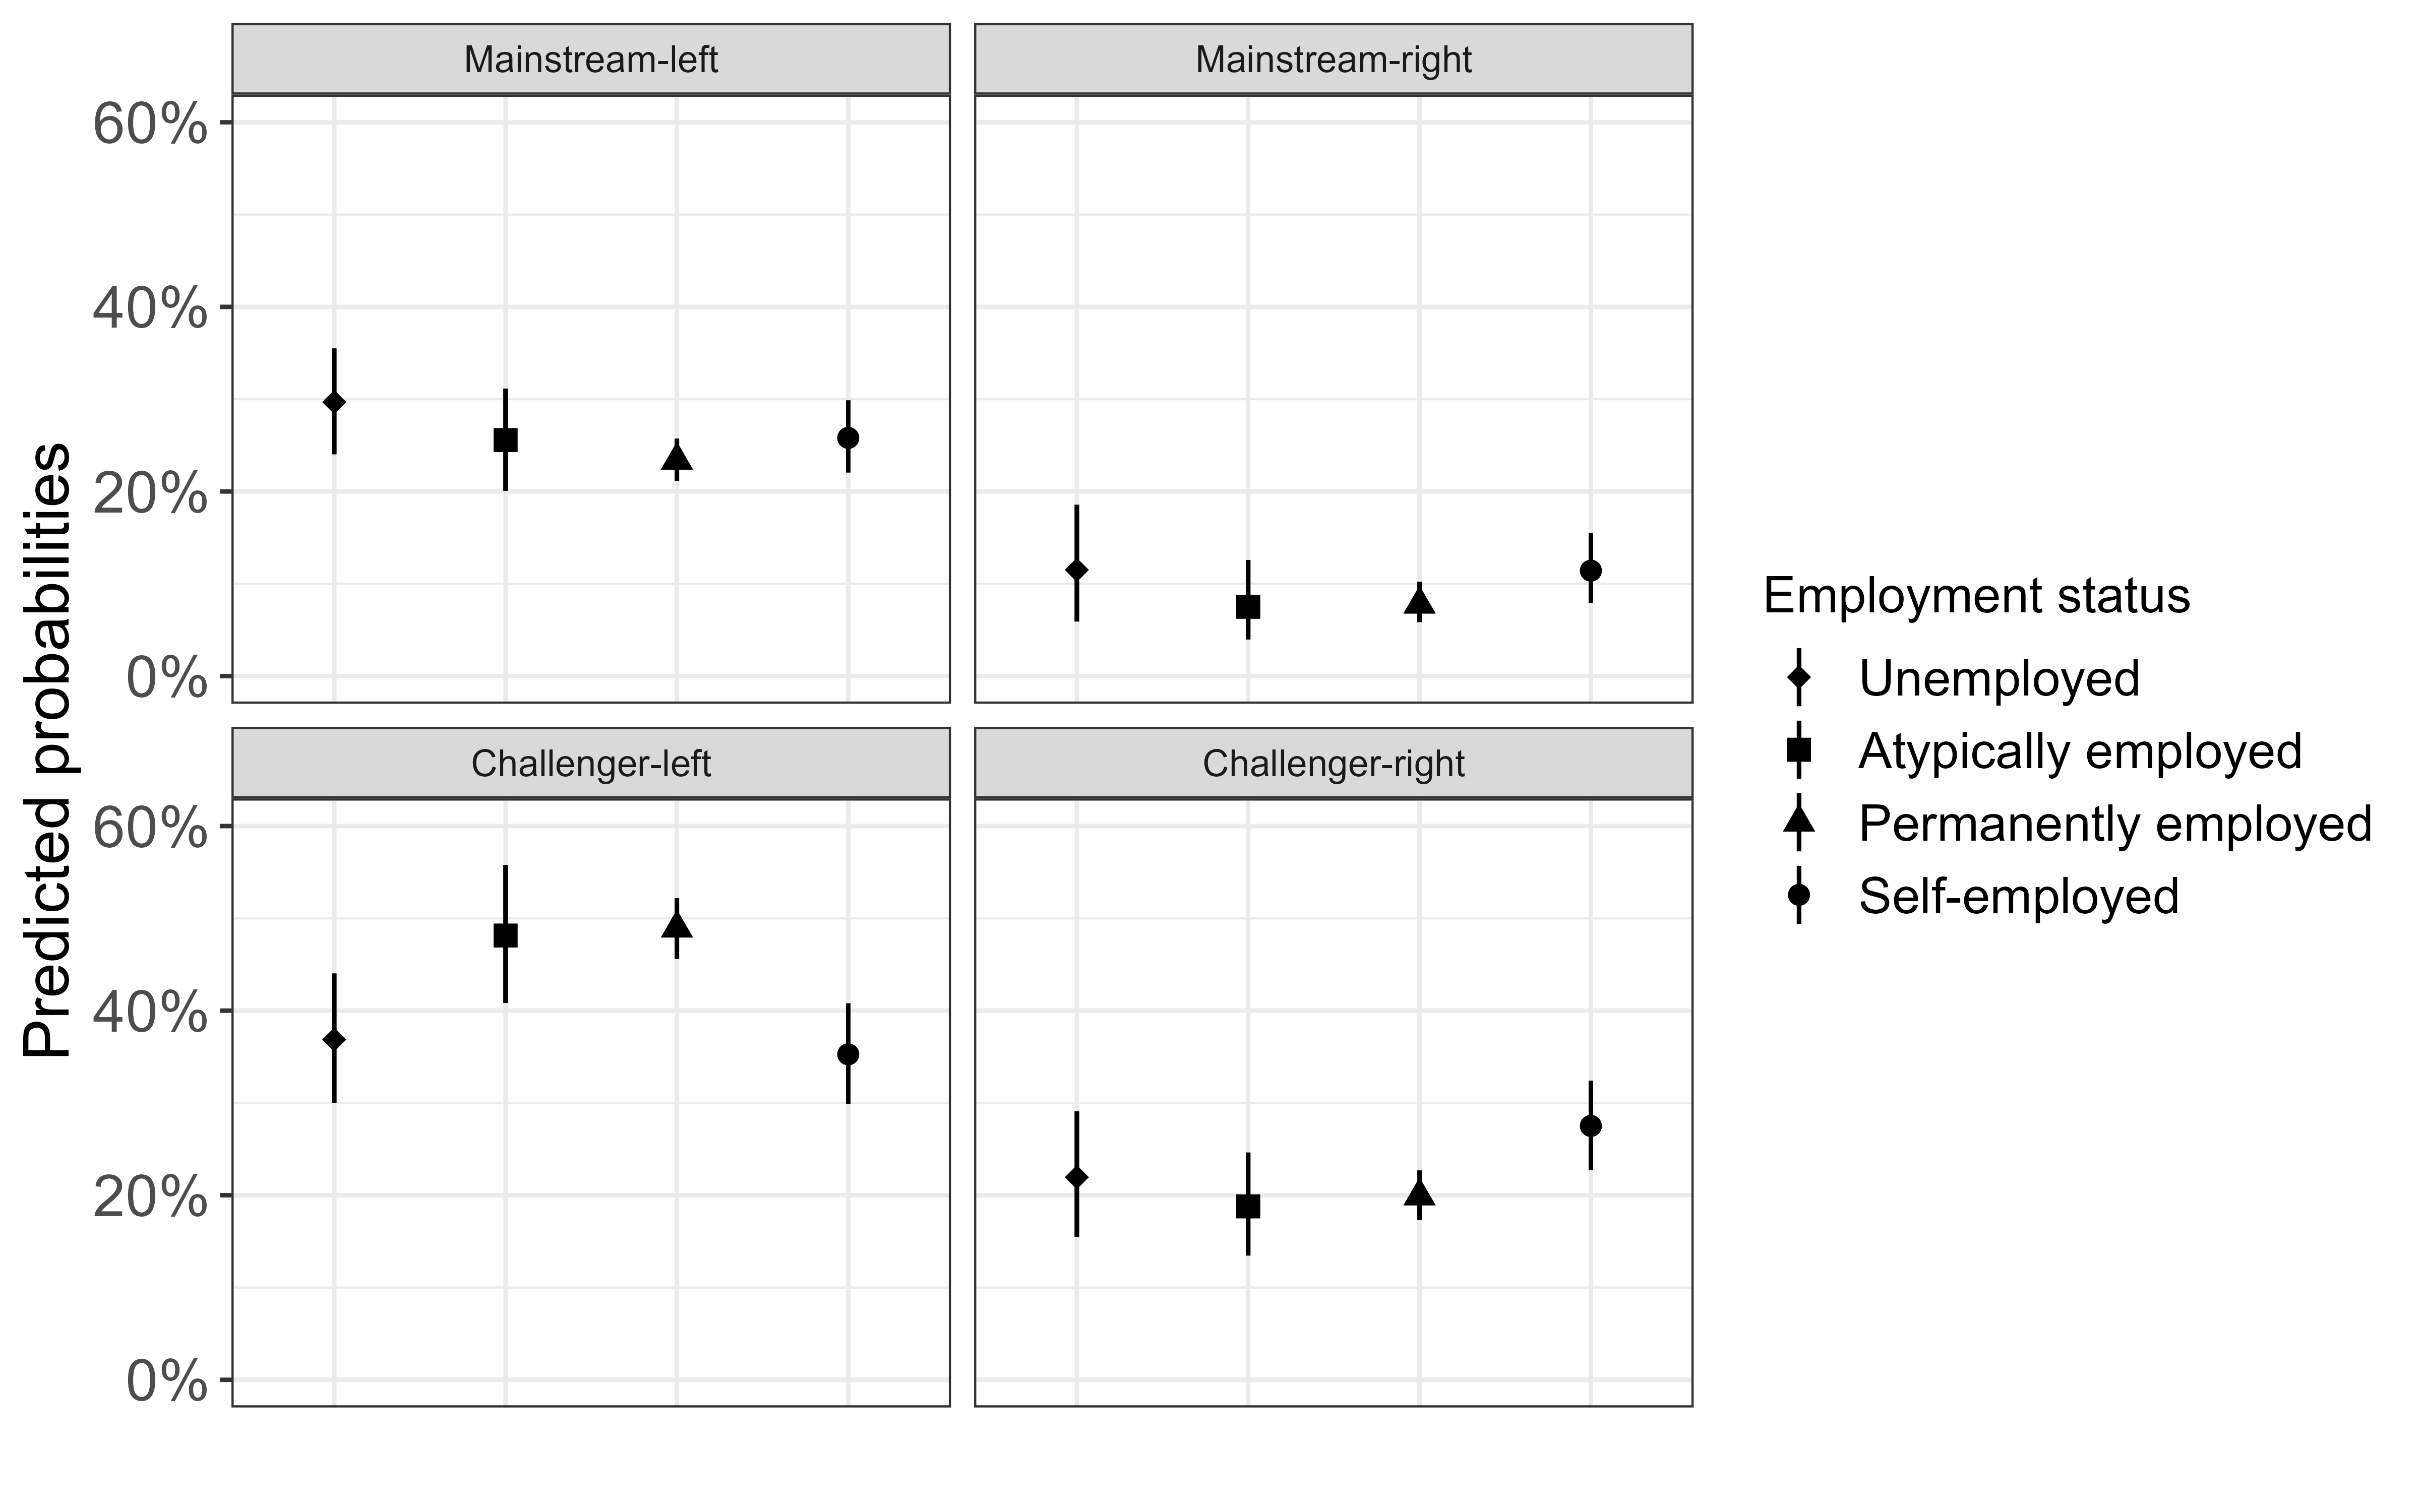 Mainstream-left
Mainstream-right
60%
40%
20%
0%
Challenger-left
Challenger-right
60%
40%
20%
0%
Predicted probabilities
Employment status
Unemployed
Atypically employed
Permanently employed
Self-employed